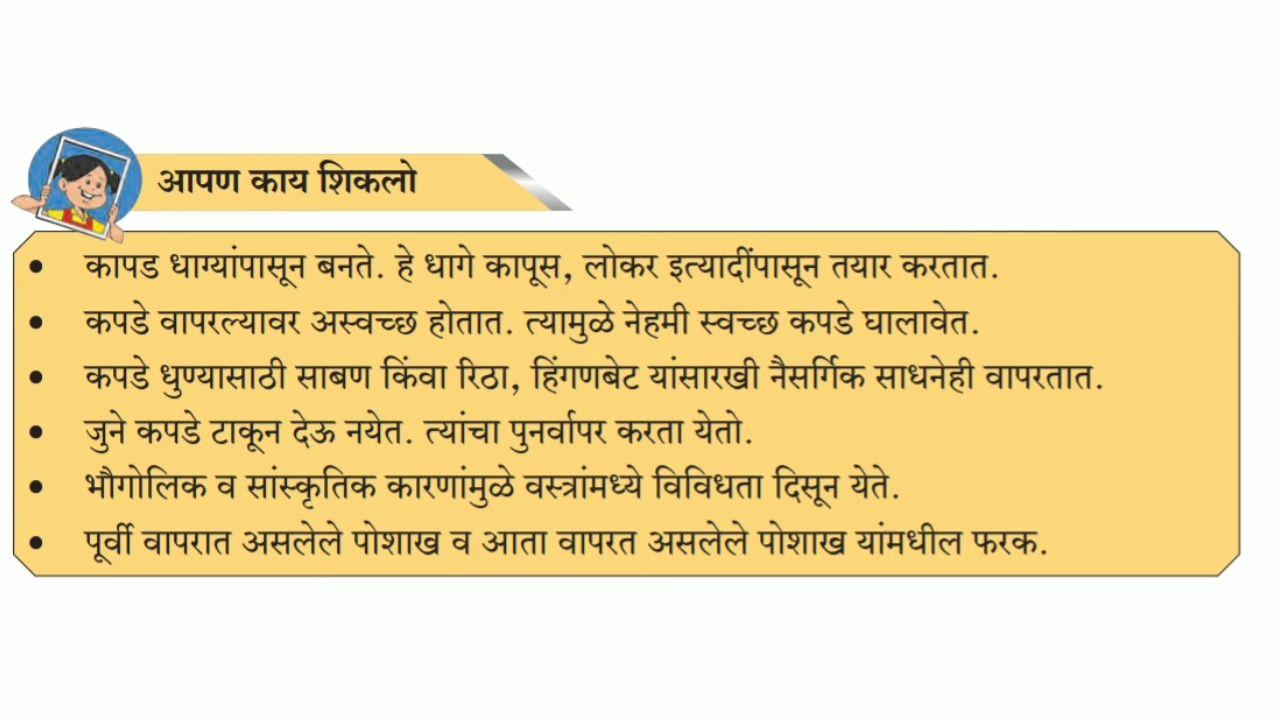 आपण काय शिकलो
• कापड धाग्यांपासून बनते. हे धागे कापूस, लोकर इत्यादींपासून तयार करतात.
• कपडे वापरल्यावर अस्वच्छ होतात. त्यामुळे नेहमी स्वच्छ कपडे घालावेत.
• कपडे धुण्यासाठी साबण किंवा रिठा, हिंगणबेट यांसारखी नैसर्गिक साधनेही वापरतात.
• जुने कपडे टाकून देऊ नयेत. त्यांचा पुनर्वापर करता येतो.
• भौगोलिक व सांस्कृतिक कारणांमुळे वस्त्रांमध्ये विविधता दिसून येते.
• पूर्वी वापरात असलेले पोशाख व आता वापरत असलेले पोशाख यांमधील फरक.